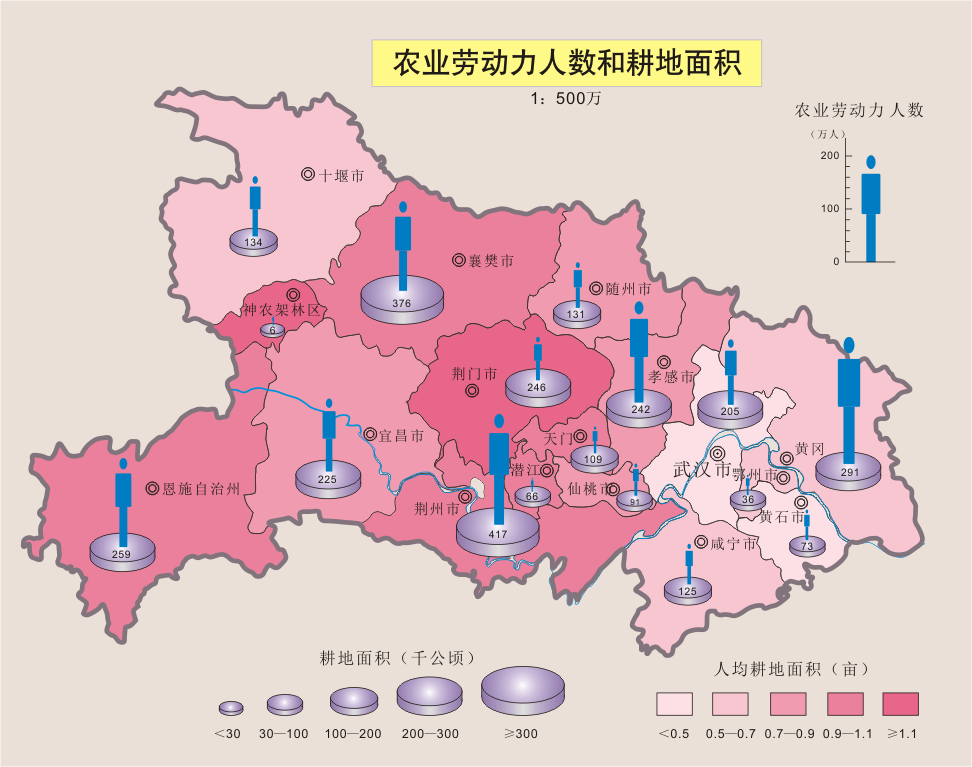 农业劳动力人数和耕地面积
1：500万
农业劳动力人数
（万人）
200
100
0
十堰市
134
襄樊市
376
神农架林区
6
随州市
131
荆门市
246
孝感市
242
205
291
宜昌市
225
天门
109
黄冈
潜江
66
仙桃市
91
武汉市
鄂州市
36
恩施自治州
259
荆州市
417
黄石市
73
咸宁市
125
耕地面积（千公顷）
<30
30—100
100—200
200—300
≥300
人均耕地面积（亩）
<0.5
0.5—0.7
0.7—0.9
0.9—1.1
≥1.1